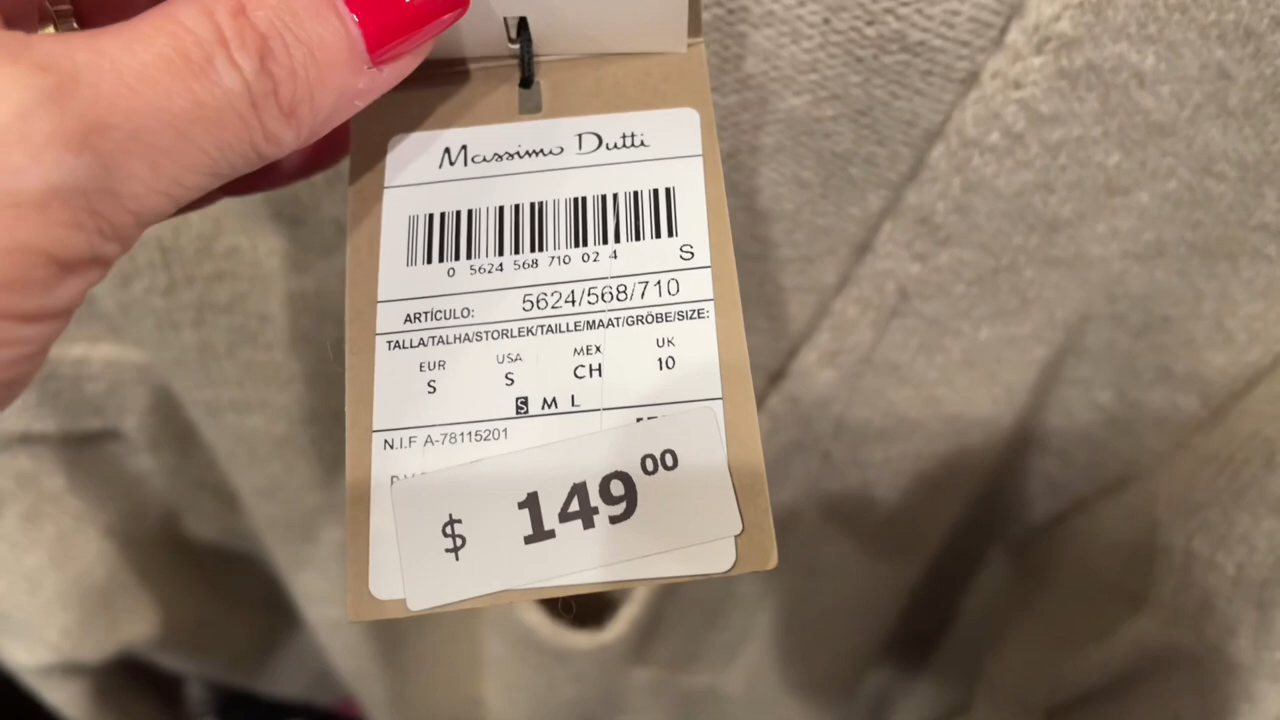 Massimo Dutti
0 5624 568 710 02 4
S
ARTÍCULO: 5624/568/710
TALLA/TALHA/STORLEK/TAILLE/MAAT/GRÖBE/SIZE:
EUR USA MEX UK
S S CH 10
S M L
N.I.F A-78115201
$ 149 00